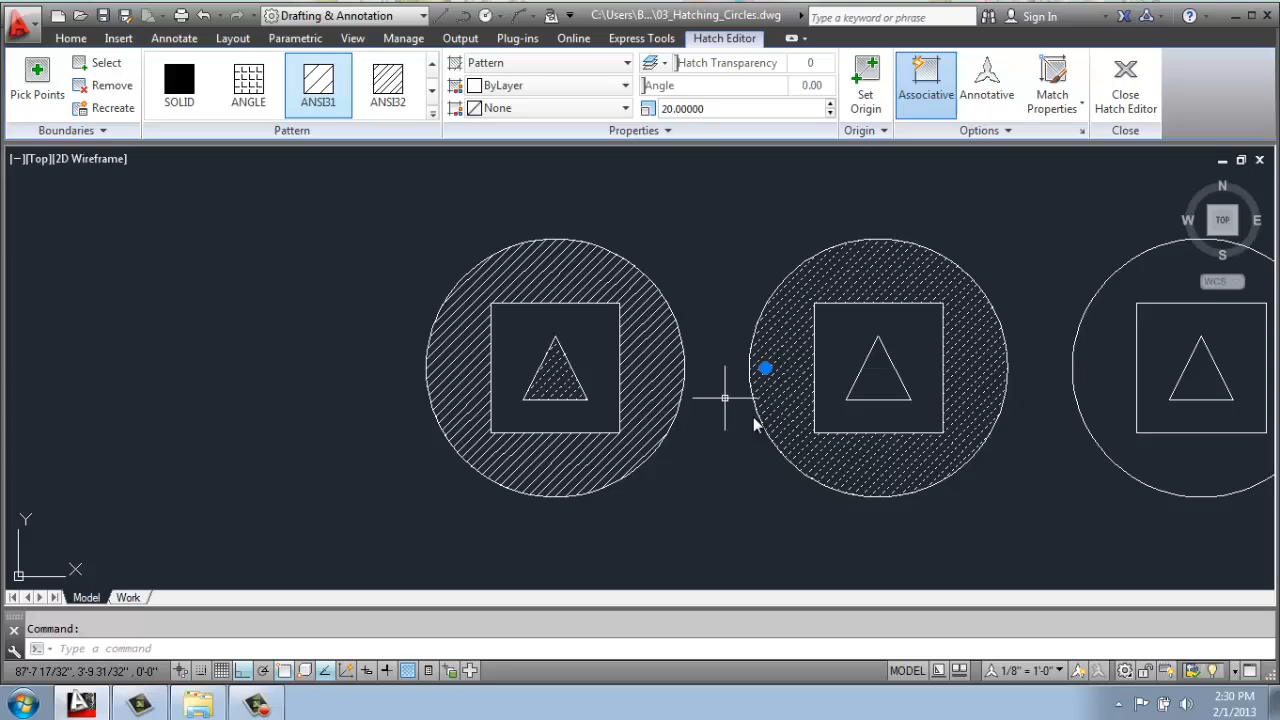 Drafting & Annotation
C:\Users\B...\03_Hatching_Circles.dwg
Type a keyword or phrase
Sign In
Home Insert Annotate Layout Parametric View Manage Output Plug-ins Online Express Tools Hatch Editor
Pick Points
Select
Remove
Recreate
SOLID ANGLE ANSI31 ANSI32
Pattern
ByLayer
None
Hatch Transparency 0
Angle 0.00
20.00000
Set Origin
Associative
Annotative
Match Properties
Close Hatch Editor
Boundaries Pattern Properties Origin Options Close
[−][Top][2D Wireframe]
N
W TOP E
S
WCS
Y
X
Model Work
Command:
Type a command
87'-7 17/32", 3'-9 31/32", 0'-0"
MODEL
1/8" = 1'-0"
2:30 PM
2/1/2013